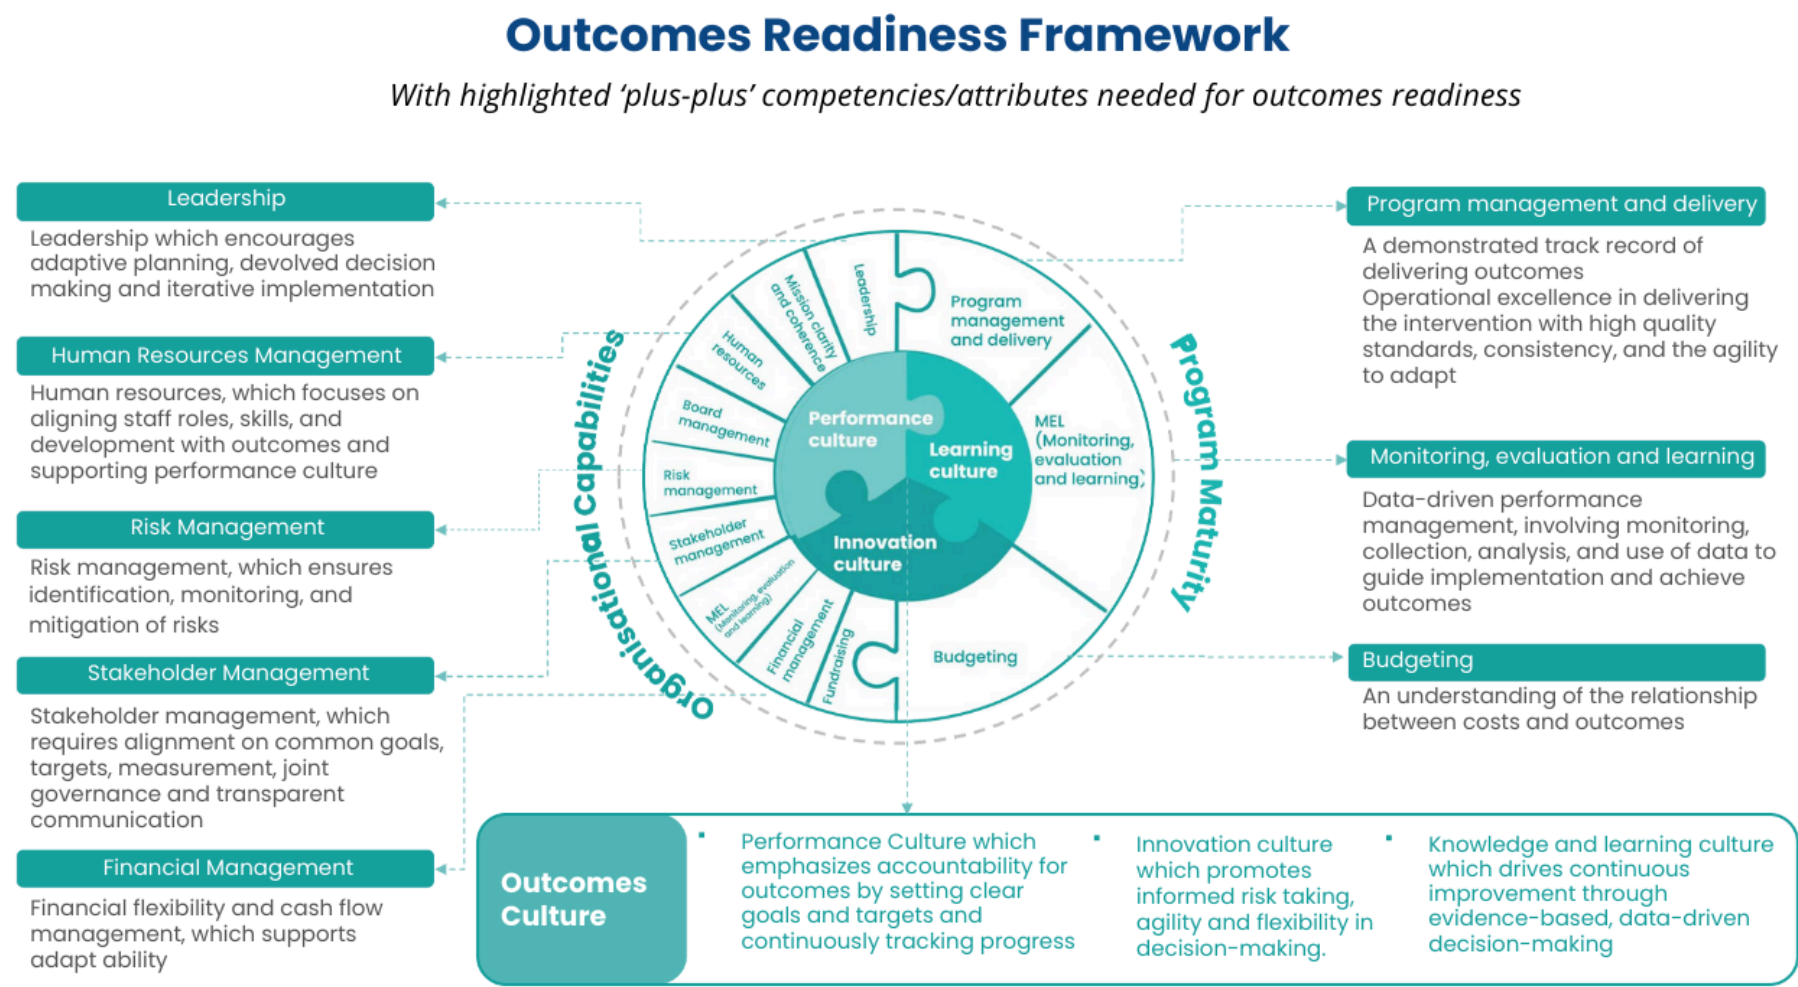 Outcomes Readiness Framework
With highlighted ‘plus-plus’ competencies/attributes needed for outcomes readiness
Leadership
Leadership which encourages
adaptive planning, devolved decision
making and iterative implementation
Human Resources Management
Human resources, which focuses on
aligning staff roles, skills, and
development with outcomes and
supporting performance culture
Risk Management
Risk management, which ensures
identification, monitoring, and
mitigation of risks
Stakeholder Management
Stakeholder management, which
requires alignment on common goals,
targets, measurement, joint
governance and transparent
communication
Financial Management
Financial flexibility and cash flow
management, which supports
adapt ability
Organisational Capabilities
Leadership
Mission clarity
and coherence
Human
resources
Board
management
Risk
management
Stakeholder
management
MEL
(Monitoring, evaluation
and learning)
Financial
management
Fundraising
Performance
culture
Learning
culture
Innovation
culture
Program
management
and delivery
MEL
(Monitoring,
evaluation
and learning)
Budgeting
Program Maturity
Program management and delivery
A demonstrated track record of
delivering outcomes
Operational excellence in delivering
the intervention with high quality
standards, consistency, and the agility
to adapt
Monitoring, evaluation and learning
Data-driven performance
management, involving monitoring,
collection, analysis, and use of data to
guide implementation and achieve
outcomes
Budgeting
An understanding of the relationship
between costs and outcomes
Outcomes
Culture
▪ Performance Culture which
emphasizes accountability for
outcomes by setting clear
goals and targets and
continuously tracking progress
▪ Innovation culture
which promotes
informed risk taking,
agility and flexibility in
decision-making.
▪ Knowledge and learning culture
which drives continuous
improvement through
evidence-based, data-driven
decision-making